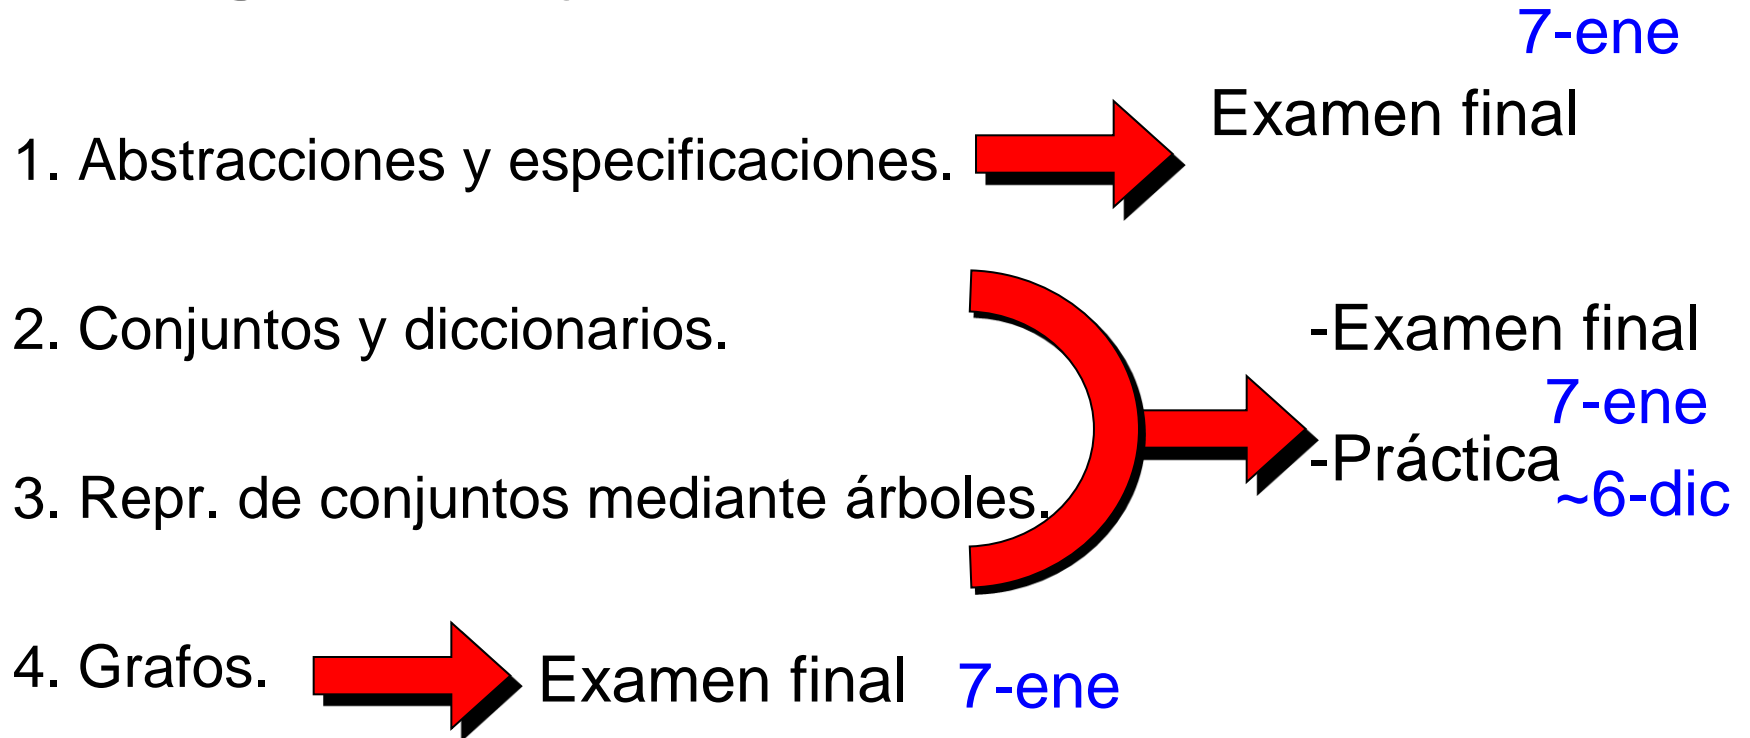 7-ene
Examen final
1. Abstracciones y especificaciones.
2. Conjuntos y diccionarios.
-Examen final
7-ene
-Práctica
~6-dic
3. Repr. de conjuntos mediante árboles.
4. Grafos.
Examen final 7-ene